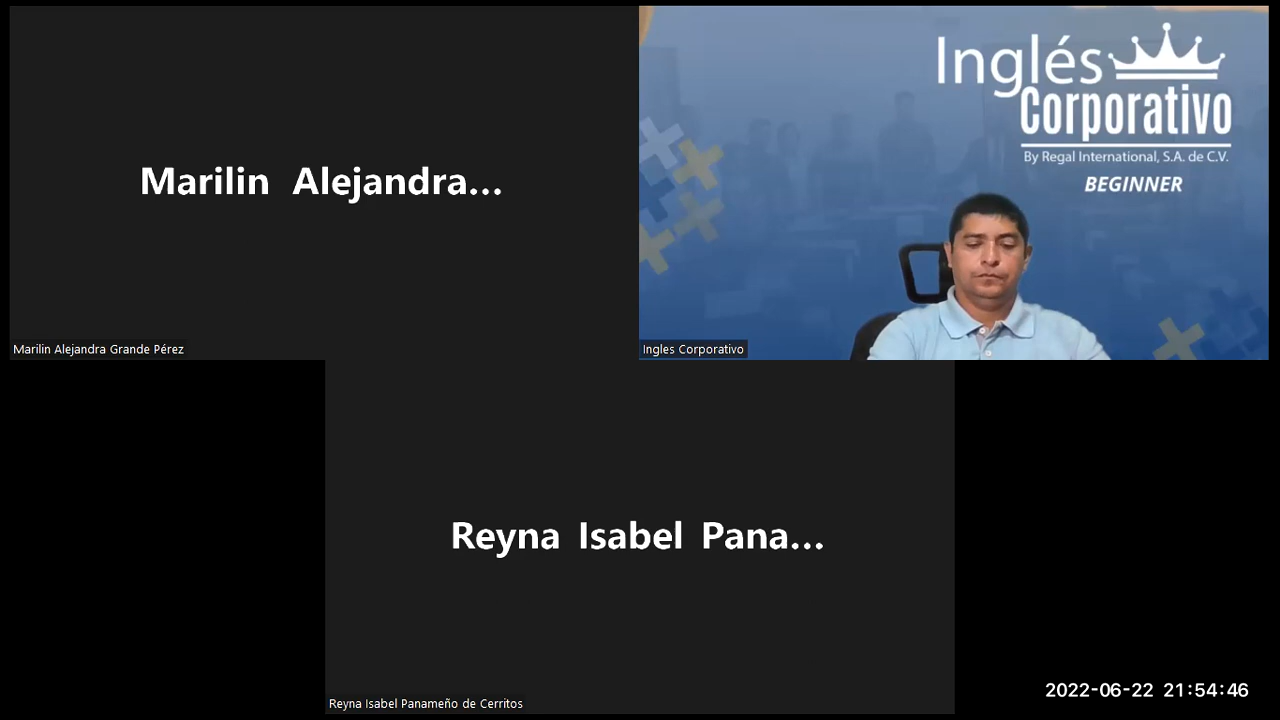 Marilin Alejandra...
Marilin Alejandra Grande Pérez
Inglés
Corporativo
By Regal International, S.A. de C.V.
BEGINNER
Ingles Corporativo
Reyna Isabel Pana...
Reyna Isabel Panameño de Cerritos
2022-06-22 21:54:46